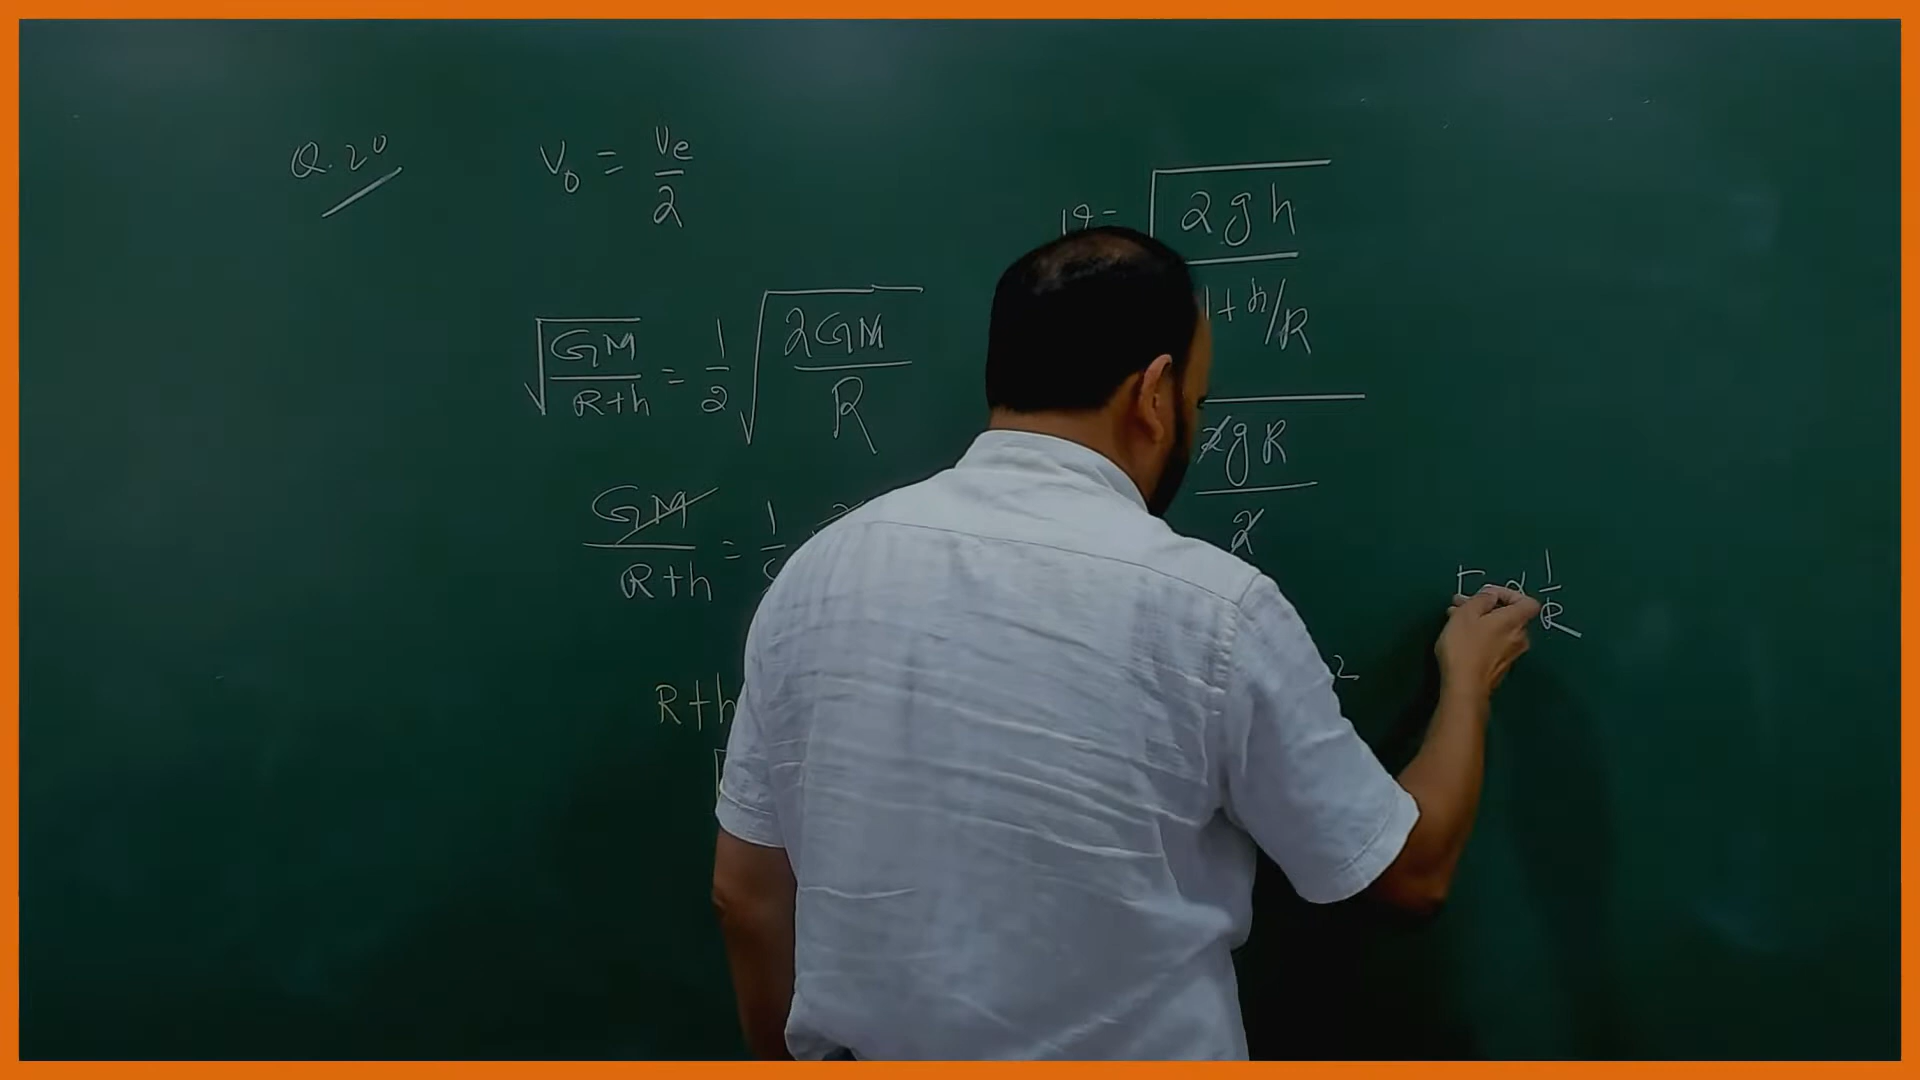 Q. 20
V₀ = Ve/2
√(GM/(R+h)) = 1/2 √(2GM/R)
GM/(R+h) = 1/
R+h
√(2gh/(1+h/R))
2gR/2
2
α 1/R